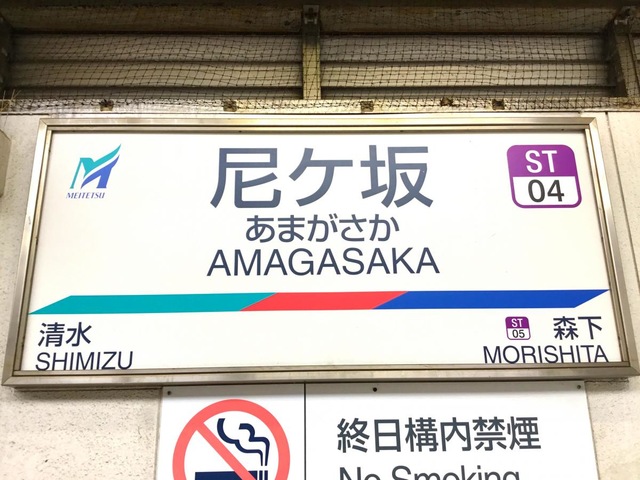 MEITETSU
尼ケ坂
あまがさか
AMAGASAKA
ST
04
清水
SHIMIZU
ST
05
森下
MORISHITA
終日構内禁煙
No Smoking